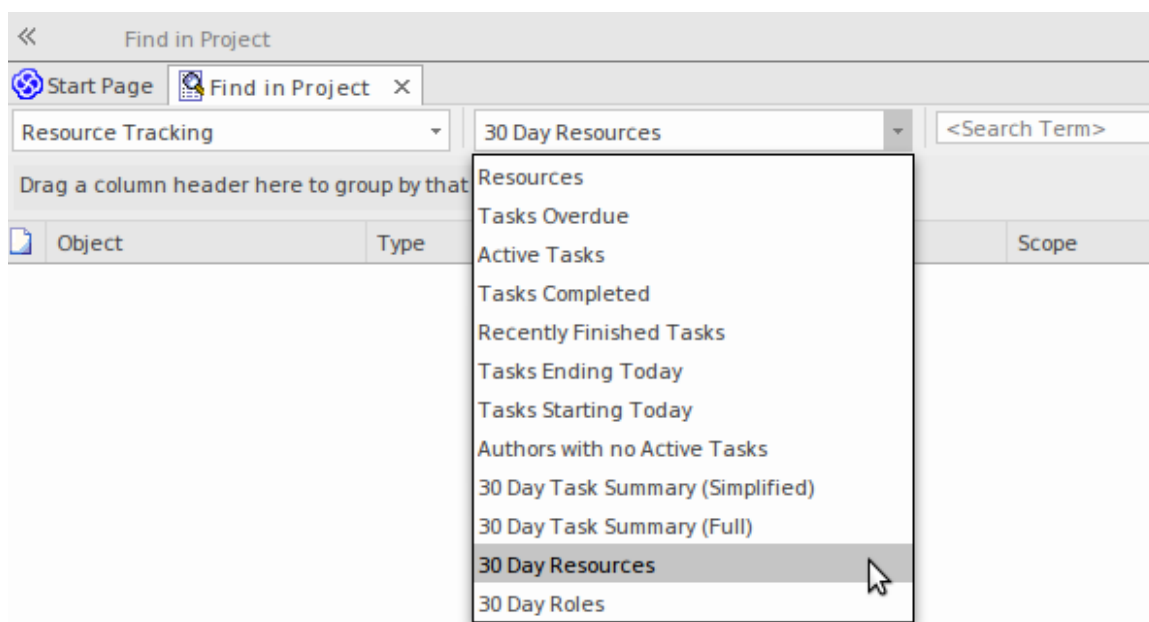 Find in Project
Start Page Find in Project
Resource Tracking 30 Day Resources <Search Term>
Drag a column header here to group by that
Object Type Scope
Resources
Tasks Overdue
Active Tasks
Tasks Completed
Recently Finished Tasks
Tasks Ending Today
Tasks Starting Today
Authors with no Active Tasks
30 Day Task Summary (Simplified)
30 Day Task Summary (Full)
30 Day Resources
30 Day Roles